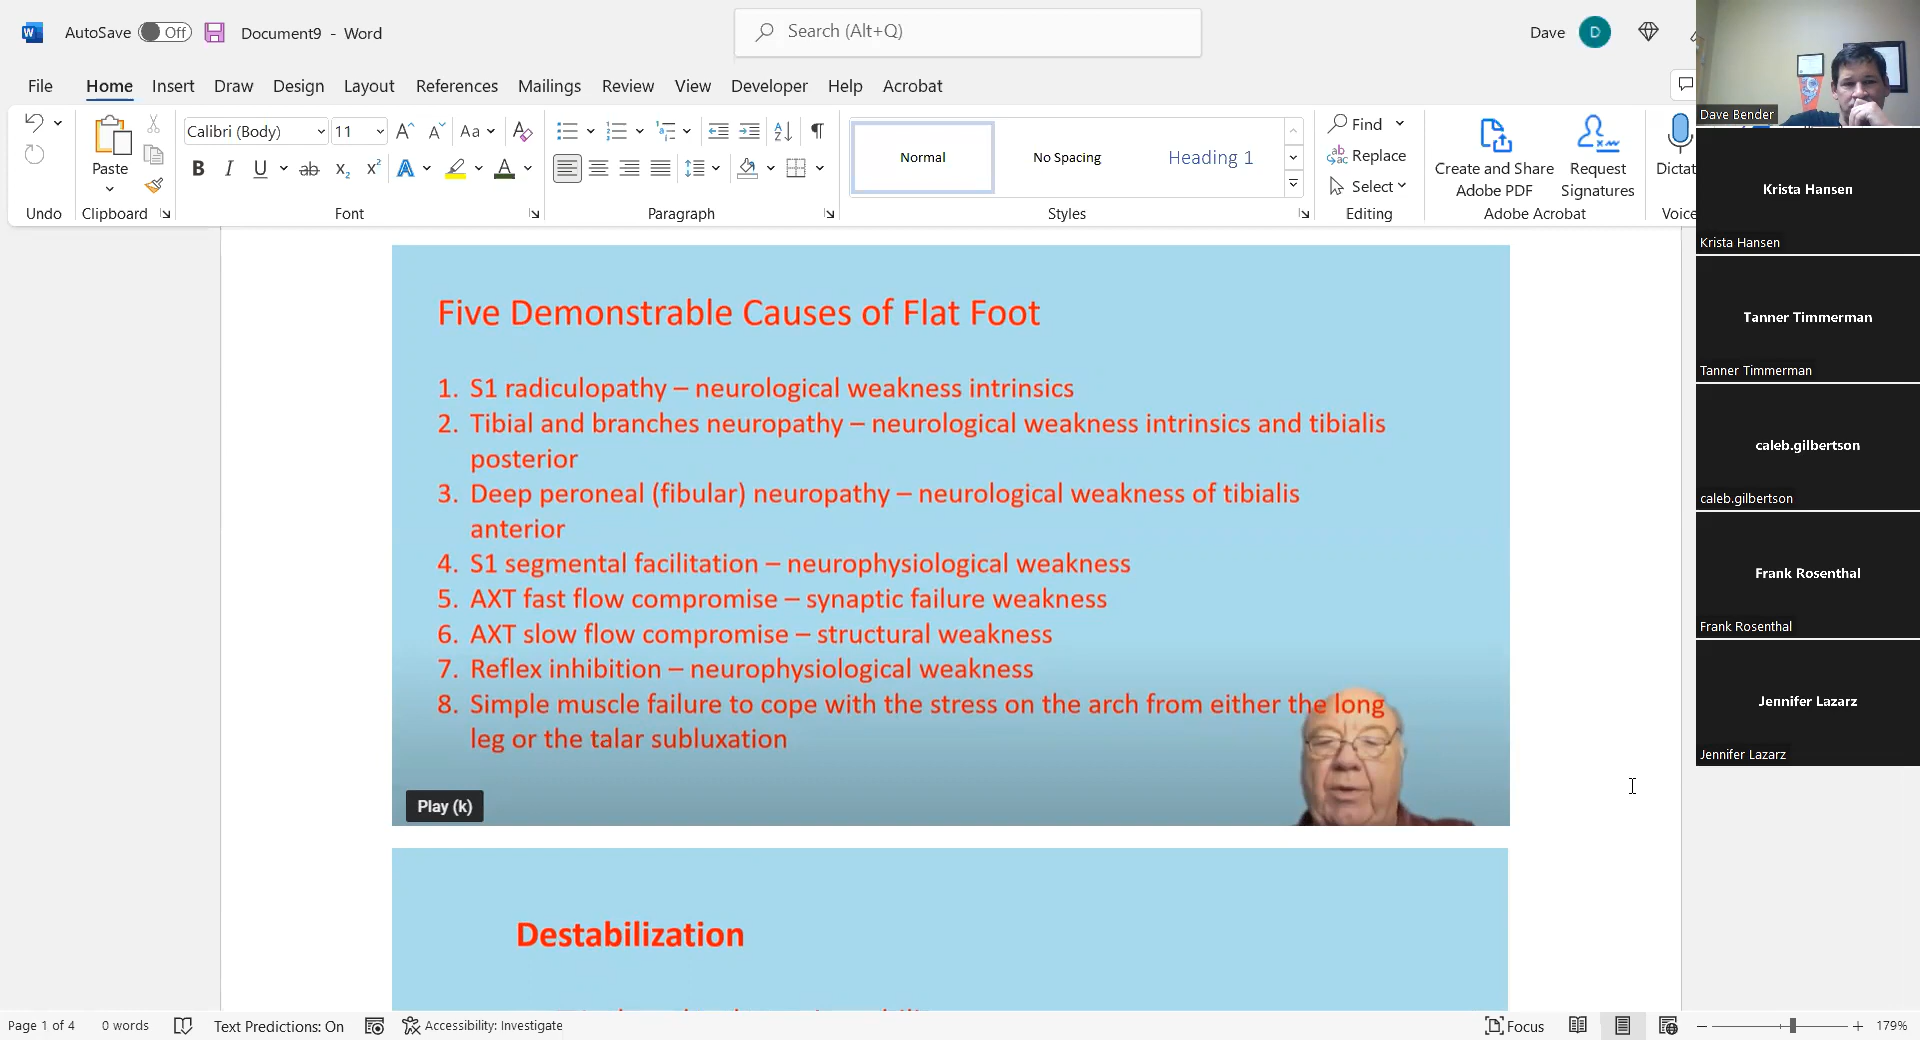 AutoSave Off Document9 - Word Search (Alt+Q) Dave D
File Home Insert Draw Design Layout References Mailings Review View Developer Help Acrobat
Undo
Paste
Clipboard
Calibri (Body) 11 Aa
B I U ab x₂ x² A A
Font
Paragraph
Normal No Spacing Heading 1
Styles
Find
Replace
Select
Editing
Create and Share
Adobe PDF
Request
Signatures
Adobe Acrobat
Dictat
Voice
Five Demonstrable Causes of Flat Foot
1. S1 radiculopathy – neurological weakness intrinsics
2. Tibial and branches neuropathy – neurological weakness intrinsics and tibialis
posterior
3. Deep peroneal (fibular) neuropathy – neurological weakness of tibialis
anterior
4. S1 segmental facilitation – neurophysiological weakness
5. AXT fast flow compromise – synaptic failure weakness
6. AXT slow flow compromise – structural weakness
7. Reflex inhibition – neurophysiological weakness
8. Simple muscle failure to cope with the stress on the arch from either the long
leg or the talar subluxation
Play (k)
Destabilization
Dave Bender
Krista Hansen
Krista Hansen
Tanner Timmerman
Tanner Timmerman
caleb.gilbertson
caleb.gilbertson
Frank Rosenthal
Frank Rosenthal
Jennifer Lazarz
Jennifer Lazarz
Page 1 of 4 0 words Text Predictions: On Accessibility: Investigate Focus 179%